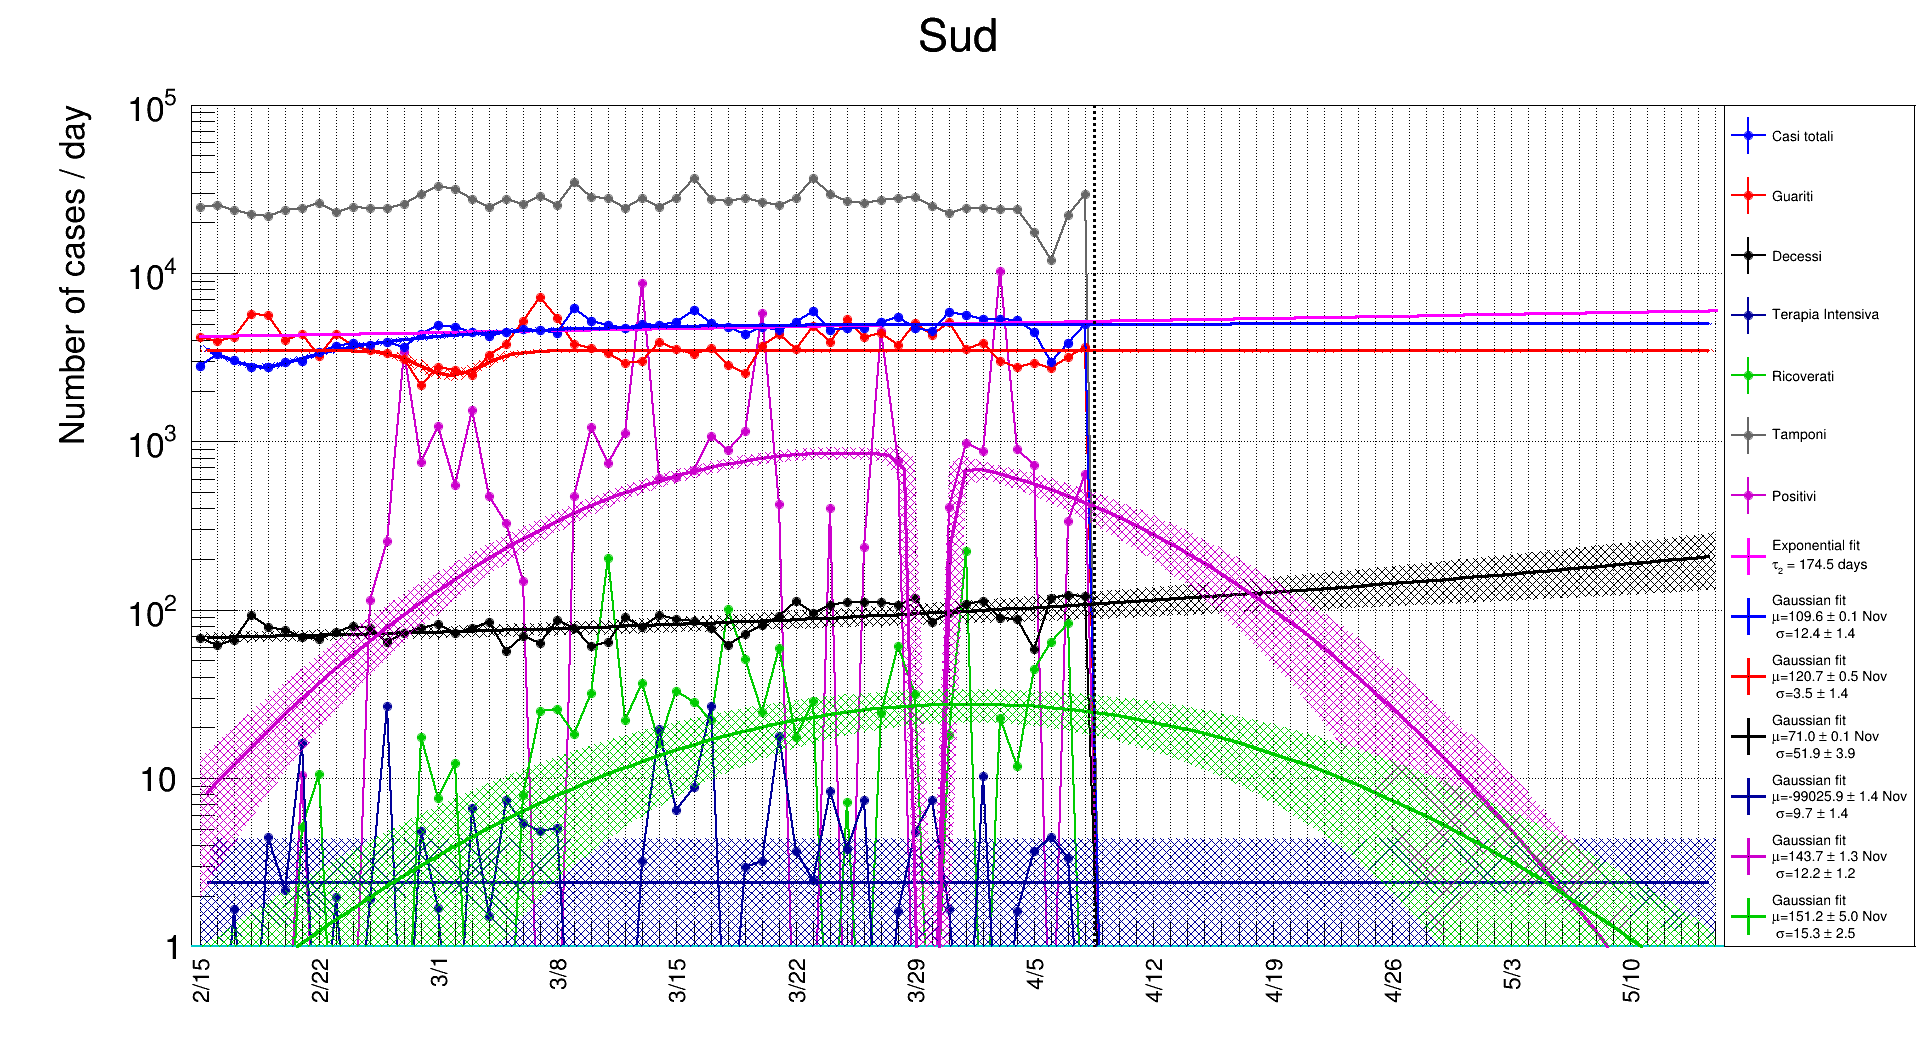 Sud
Number of cases / day
10^5
10^4
10^3
10^2
10
1
2/15
2/22
3/1
3/8
3/15
3/22
3/29
4/5
4/12
4/19
4/26
5/3
5/10
Casi totali
Guariti
Decessi
Terapia Intensiva
Ricoverati
Tamponi
Positivi
Exponential fit
τ₂ = 174.5 days
Gaussian fit
μ=109.6 ± 0.1 Nov
σ=12.4 ± 1.4
Gaussian fit
μ=120.7 ± 0.5 Nov
σ=3.5 ± 1.4
Gaussian fit
μ=71.0 ± 0.1 Nov
σ=51.9 ± 3.9
Gaussian fit
μ=-99025.9 ± 1.4 Nov
σ=9.7 ± 1.4
Gaussian fit
μ=143.7 ± 1.3 Nov
σ=12.2 ± 1.2
Gaussian fit
μ=151.2 ± 5.0 Nov
σ=15.3 ± 2.5